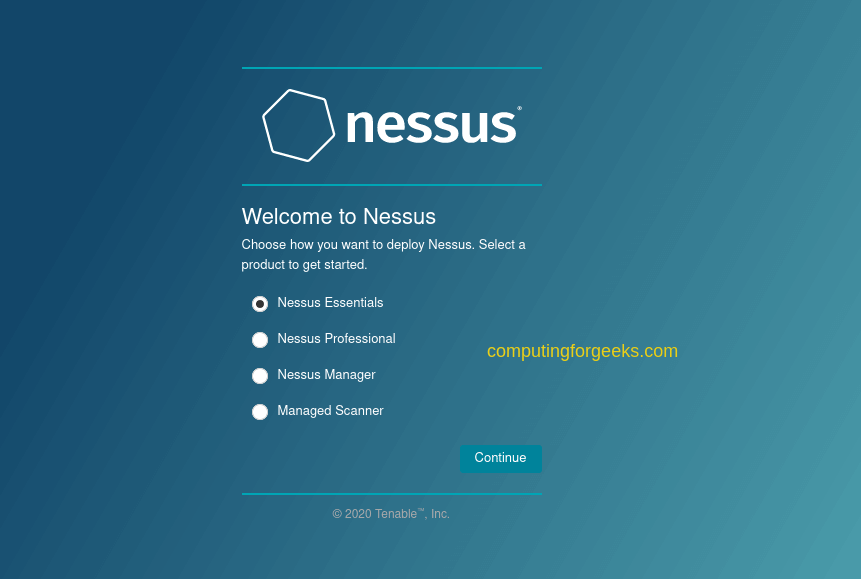 nessus®
Welcome to Nessus
Choose how you want to deploy Nessus. Select a
product to get started.
Nessus Essentials
Nessus Professional
computingforgeeks.com
Nessus Manager
Managed Scanner
Continue
© 2020 Tenable™, Inc.